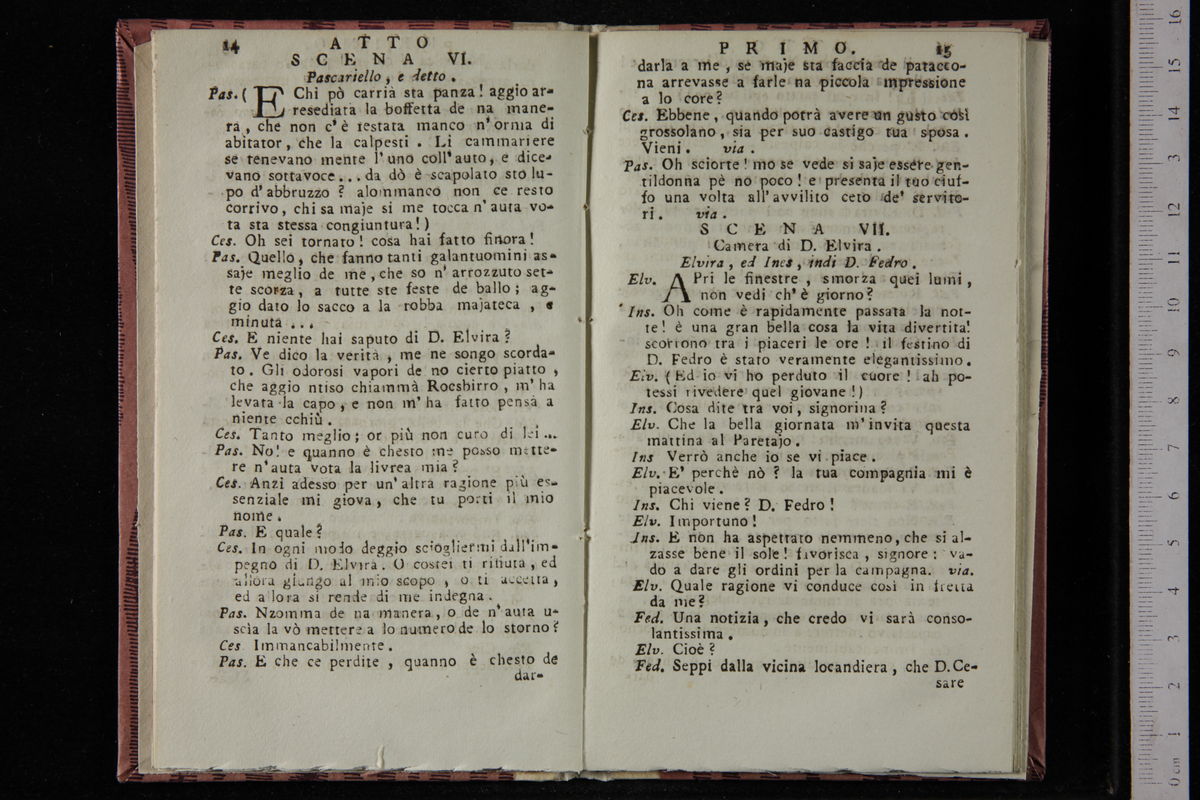 14 ATTO
SCENA VI.
Pascariello, e detto.
Pas. ( E Chi pò carrià sta panza! aggio ar-
resediata la boffetta de na mane-
ra, che non c'è restata manco n'orma di
abitator, che la calpesti. Li cammariere
se tenevano mente l'uno coll'auto, e dice-
vano sottavoce... da dò è scapolato sto lu-
po d'abbruzzo? alommanco non ce resto
corrivo, chi sa maje si me tocca n'auta vo-
ta sta stessa congiuntura!)
Ces. Oh sei tornato! cosa hai fatto finora!
Pas. Quello, che fanno tanti galantuomini as-
saje meglio de me, che so n'arrozzuto set-
te scorza, a tutte ste feste de ballo; ag-
gio dato lo sacco a la robba majateca, e
minuta ...
Ces. E niente hai saputo di D. Elvira?
Pas. Ve dico la verità, me ne songo scorda-
to. Gli odorosi vapori de no cierto piatto,
che aggio ntiso chiammà Rocsbirro, m'ha
levata la capo, e non m'ha fatto pensà a
niente cchiù.
Ces. Tanto meglio; or più non curo di lei ...
Pas. No! e quanno è chesto me posso mette-
re n'auta vota la livrea mia?
Ces. Anzi adesso per un'altra ragione più es-
senziale mi giova, che tu porti il mio
nome.
Pas. E quale?
Ces. In ogni modo deggio sciogliermi dall'im-
pegno di D. Elvira. O costei ti rifiuta, ed
allora giungo al mio scopo, o ti accetta,
ed allora si rende di me indegna.
Pas. Nzomma de na manera, o de n'auta u-
scia la vò mettere a lo numero de lo storno?
Ces Immancabilmente.
Pas. E che ce perdite, quanno è chesto de
dar-
PRIMO. 15
darla a me, se maje sta faccia de patacco-
na arrevasse a farle na piccola mpressione
a lo core?
Ces. Ebbene, quando potrà avere un gusto così
grossolano, sia per suo castigo tua sposa.
Vieni. via.
Pas. Oh sciorte! mo se vede si saje essere gen-
tildonna pè no poco! e presenta il tuo ciuf-
fo una volta all'avvilito ceto de' servito-
ri. via.
SCENA VII.
Camera di D. Elvira.
Elvira, ed Ines, indi D. Fedro.
Elv. APri le finestre, smorza quei lumi,
non vedi ch'è giorno?
Ins. Oh come è rapidamente passata la not-
te! è una gran bella cosa la vita divertita!
scorrono tra i piaceri le ore! il festino di
D. Fedro è stato veramente elegantissimo.
Elv. (Ed io vi ho perduto il cuore! ah po-
tessi rivedere quel giovane!)
Ins. Cosa dite tra voi, signorina?
Elv. Che la bella giornata m'invita questa
mattina al Paretajo.
Ins Verrò anche io se vi piace.
Elv. E' perchè nò? la tua compagnia mi è
piacevole.
Ins. Chi viene? D. Fedro!
Elv. Importuno!
Ins. E non ha aspettato nemmeno, che si al-
zasse bene il sole! favorisca, signore: va-
do a dare gli ordini per la campagna. via.
Elv. Quale ragione vi conduce così in fretta
da me?
Fed. Una notizia, che credo vi sarà conso-
lantissima.
Elv. Cioè?
Fed. Seppi dalla vicina locandiera, che D. Ce-
sare
0 cm 1 2 3 4 5 6 7 8 9 10 11 12 13 14 15 16